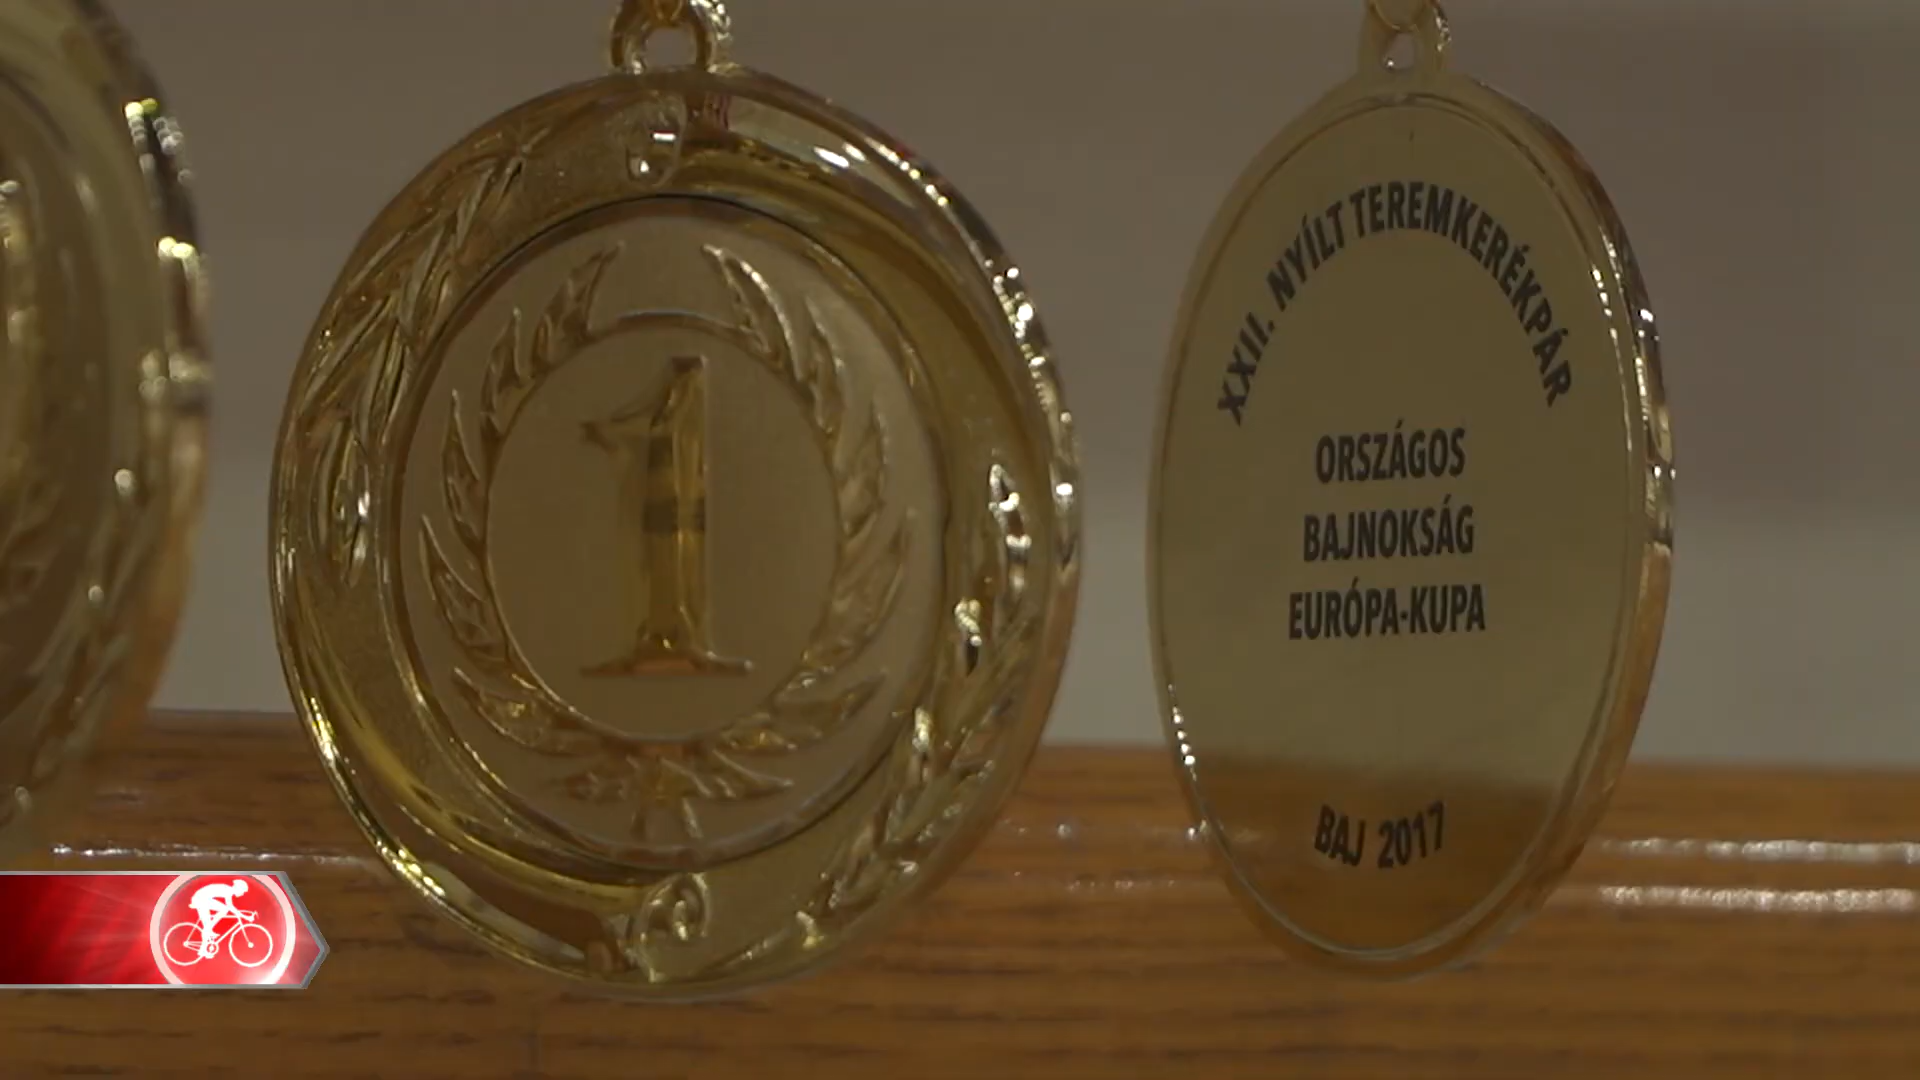 1
XXII. NYÍLT TEREMKERÉKPÁR
ORSZÁGOS
BAJNOKSÁG
EURÓPA-KUPA
BAJ 2017